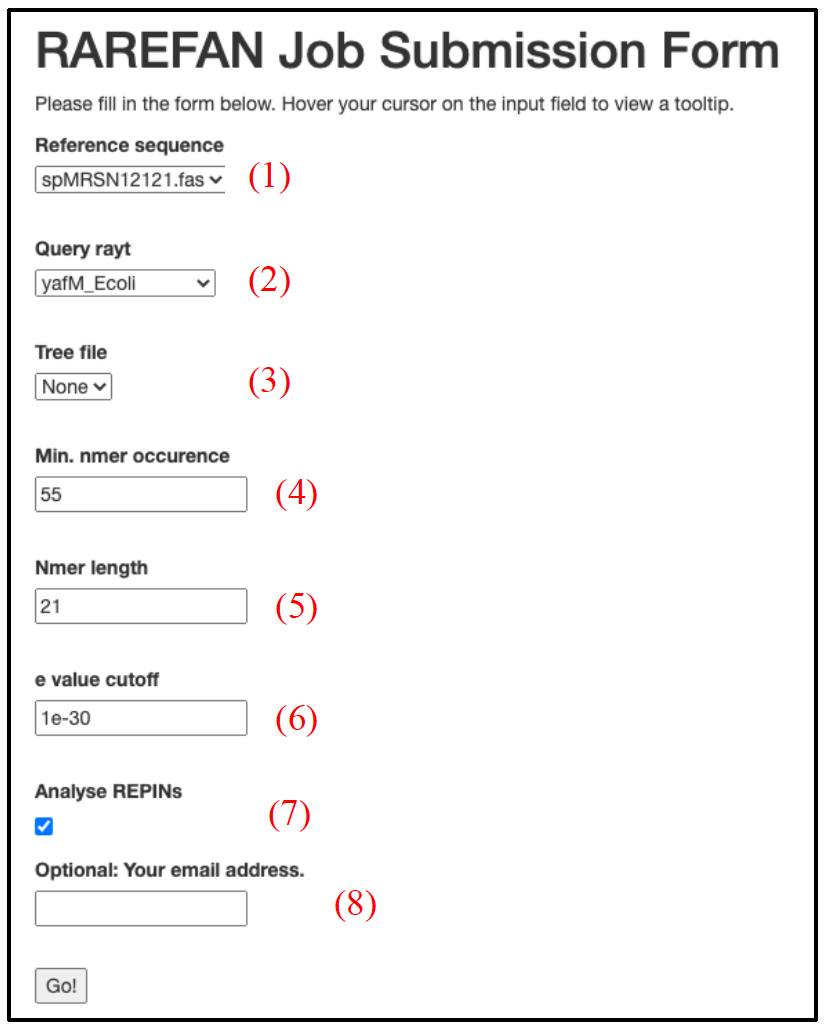 RAREFAN Job Submission Form
Please fill in the form below. Hover your cursor on the input field to view a tooltip.
Reference sequence
spMRSN12121.fas (1)
Query rayt
yafM_Ecoli (2)
Tree file
None (3)
Min. nmer occurence
55 (4)
Nmer length
21 (5)
e value cutoff
1e-30 (6)
Analyse REPINs
(7)
Optional: Your email address.
(8)
Go!